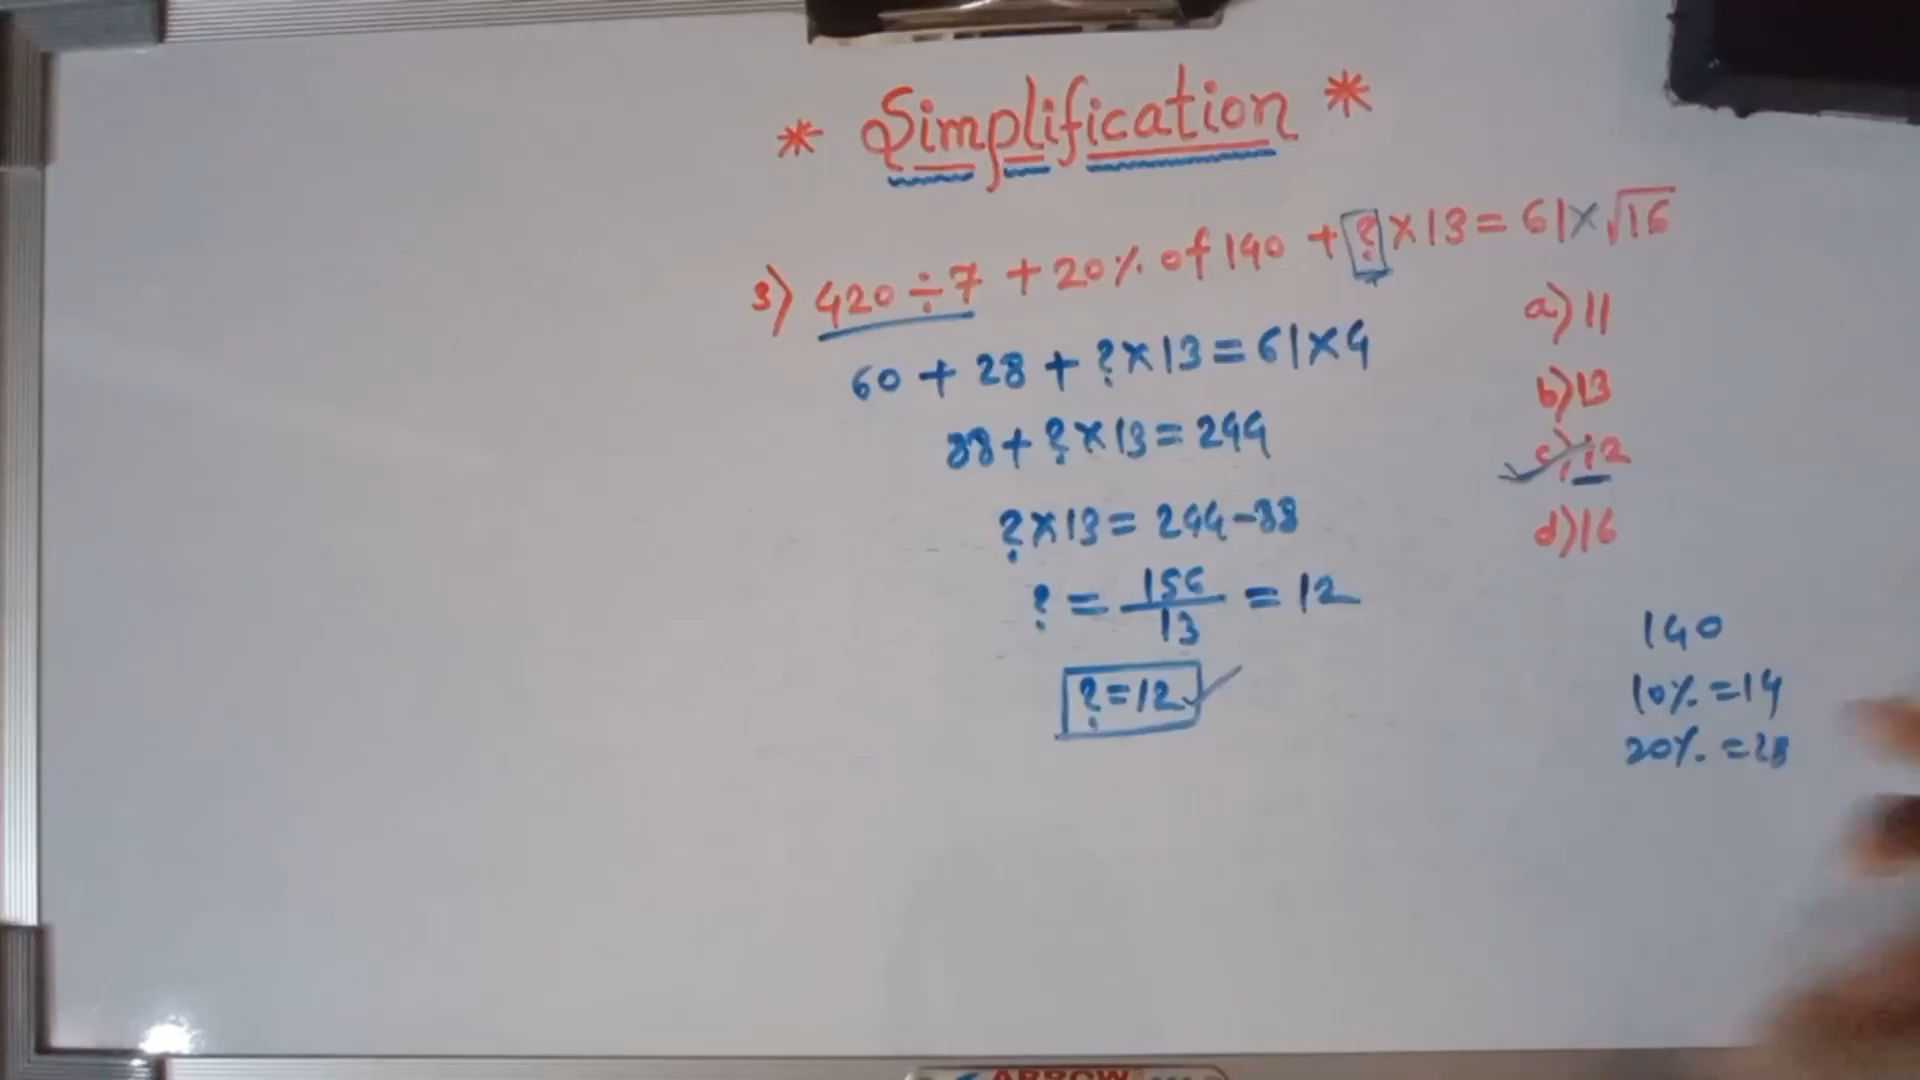 * Simplification *
3) 420 ÷ 7 + 20% of 140 + ? × 13 = 61 × √16
a) 11
b) 13
c) 12
d) 16
60 + 28 + ? × 13 = 61 × 4
88 + ? × 13 = 244
? × 13 = 244 - 88
? = 156/13 = 12
? = 12
140
10% = 14
20% = 28
ARROW